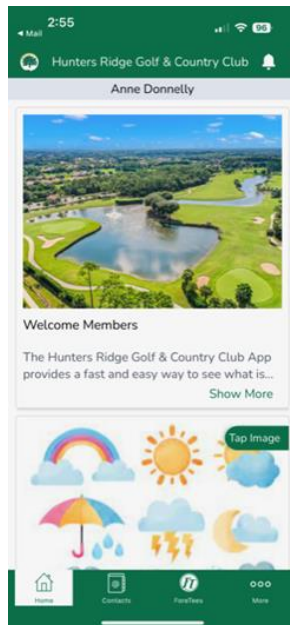 2:55
96
◄ Mail
Hunters Ridge Golf & Country Club
Anne Donnelly
Welcome Members
The Hunters Ridge Golf & Country Club App
provides a fast and easy way to see what is...
Show More
Tap Image
Home
Contacts
FT
ForeTees
More